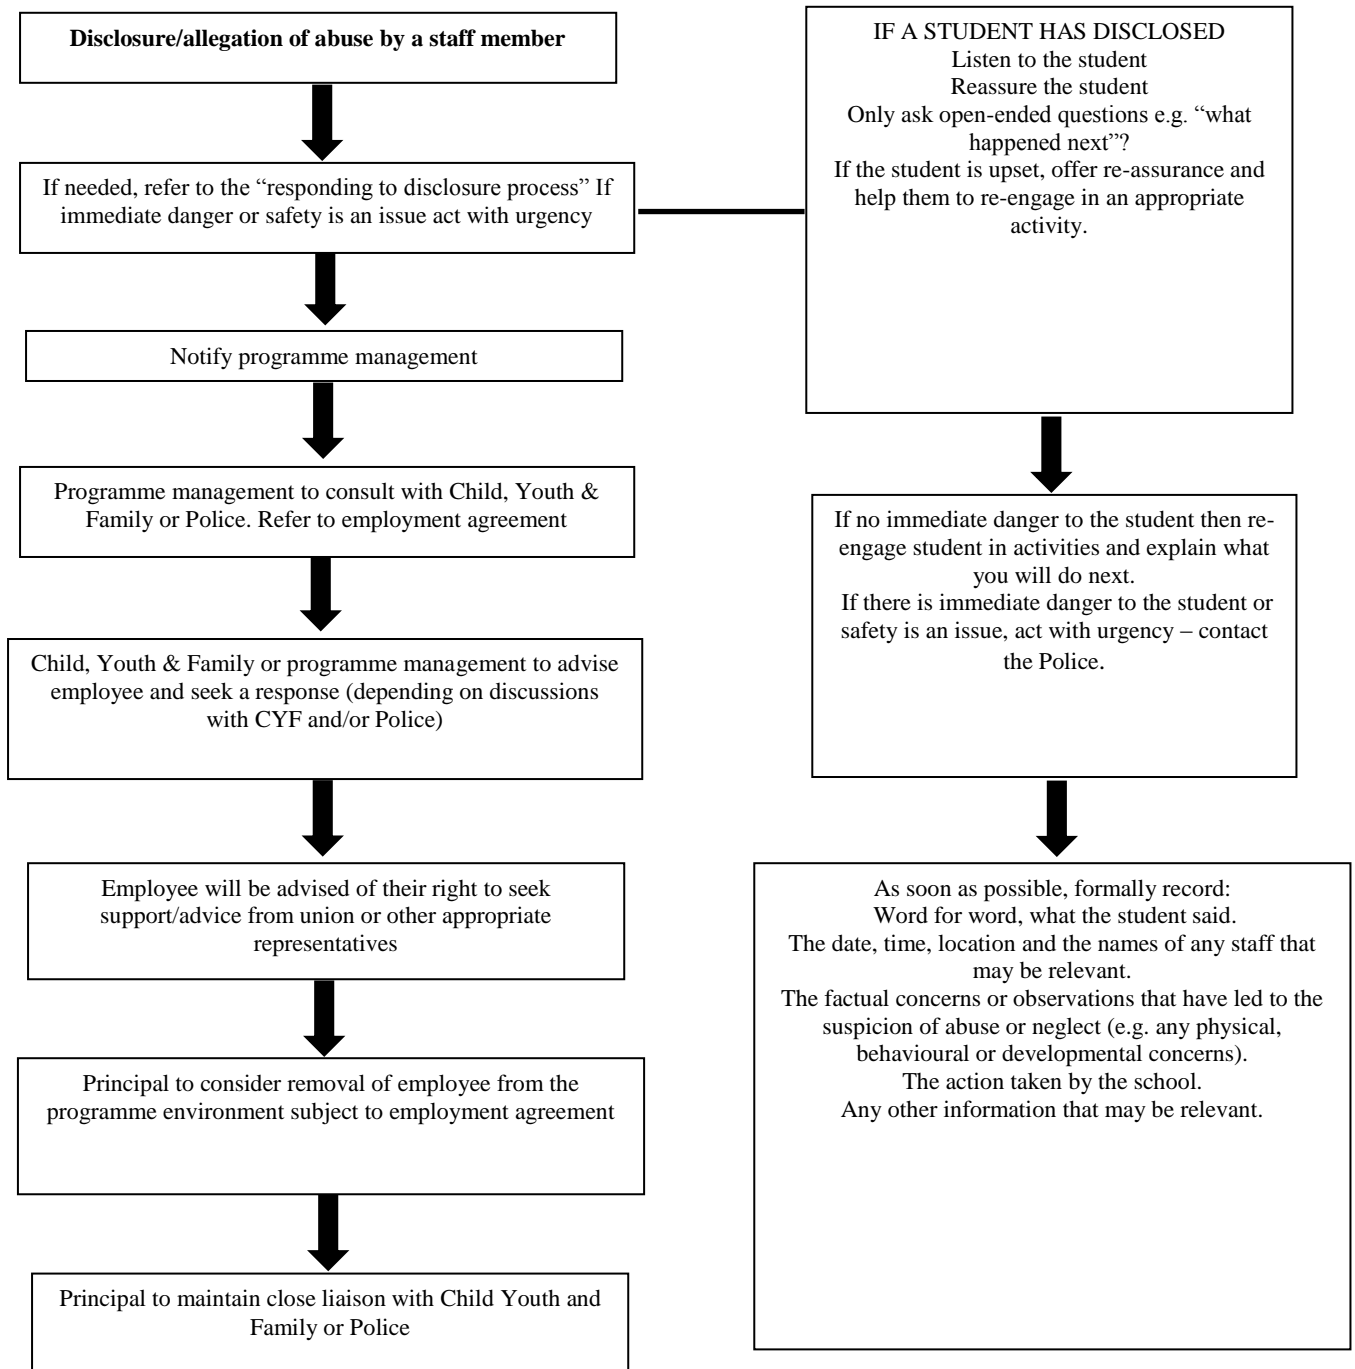 Disclosure/allegation of abuse by a staff member
If needed, refer to the “responding to disclosure process” If
immediate danger or safety is an issue act with urgency
Notify programme management
Programme management to consult with Child, Youth &
Family or Police. Refer to employment agreement
Child, Youth & Family or programme management to advise
employee and seek a response (depending on discussions
with CYF and/or Police)
Employee will be advised of their right to seek
support/advice from union or other appropriate
representatives
Principal to consider removal of employee from the
programme environment subject to employment agreement
Principal to maintain close liaison with Child Youth and
Family or Police
IF A STUDENT HAS DISCLOSED
Listen to the student
Reassure the student
Only ask open-ended questions e.g. “what
happened next”?
If the student is upset, offer re-assurance and
help them to re-engage in an appropriate
activity.
If no immediate danger to the student then re-
engage student in activities and explain what
you will do next.
If there is immediate danger to the student or
safety is an issue, act with urgency – contact
the Police.
As soon as possible, formally record:
Word for word, what the student said.
The date, time, location and the names of any staff that
may be relevant.
The factual concerns or observations that have led to the
suspicion of abuse or neglect (e.g. any physical,
behavioural or developmental concerns).
The action taken by the school.
Any other information that may be relevant.